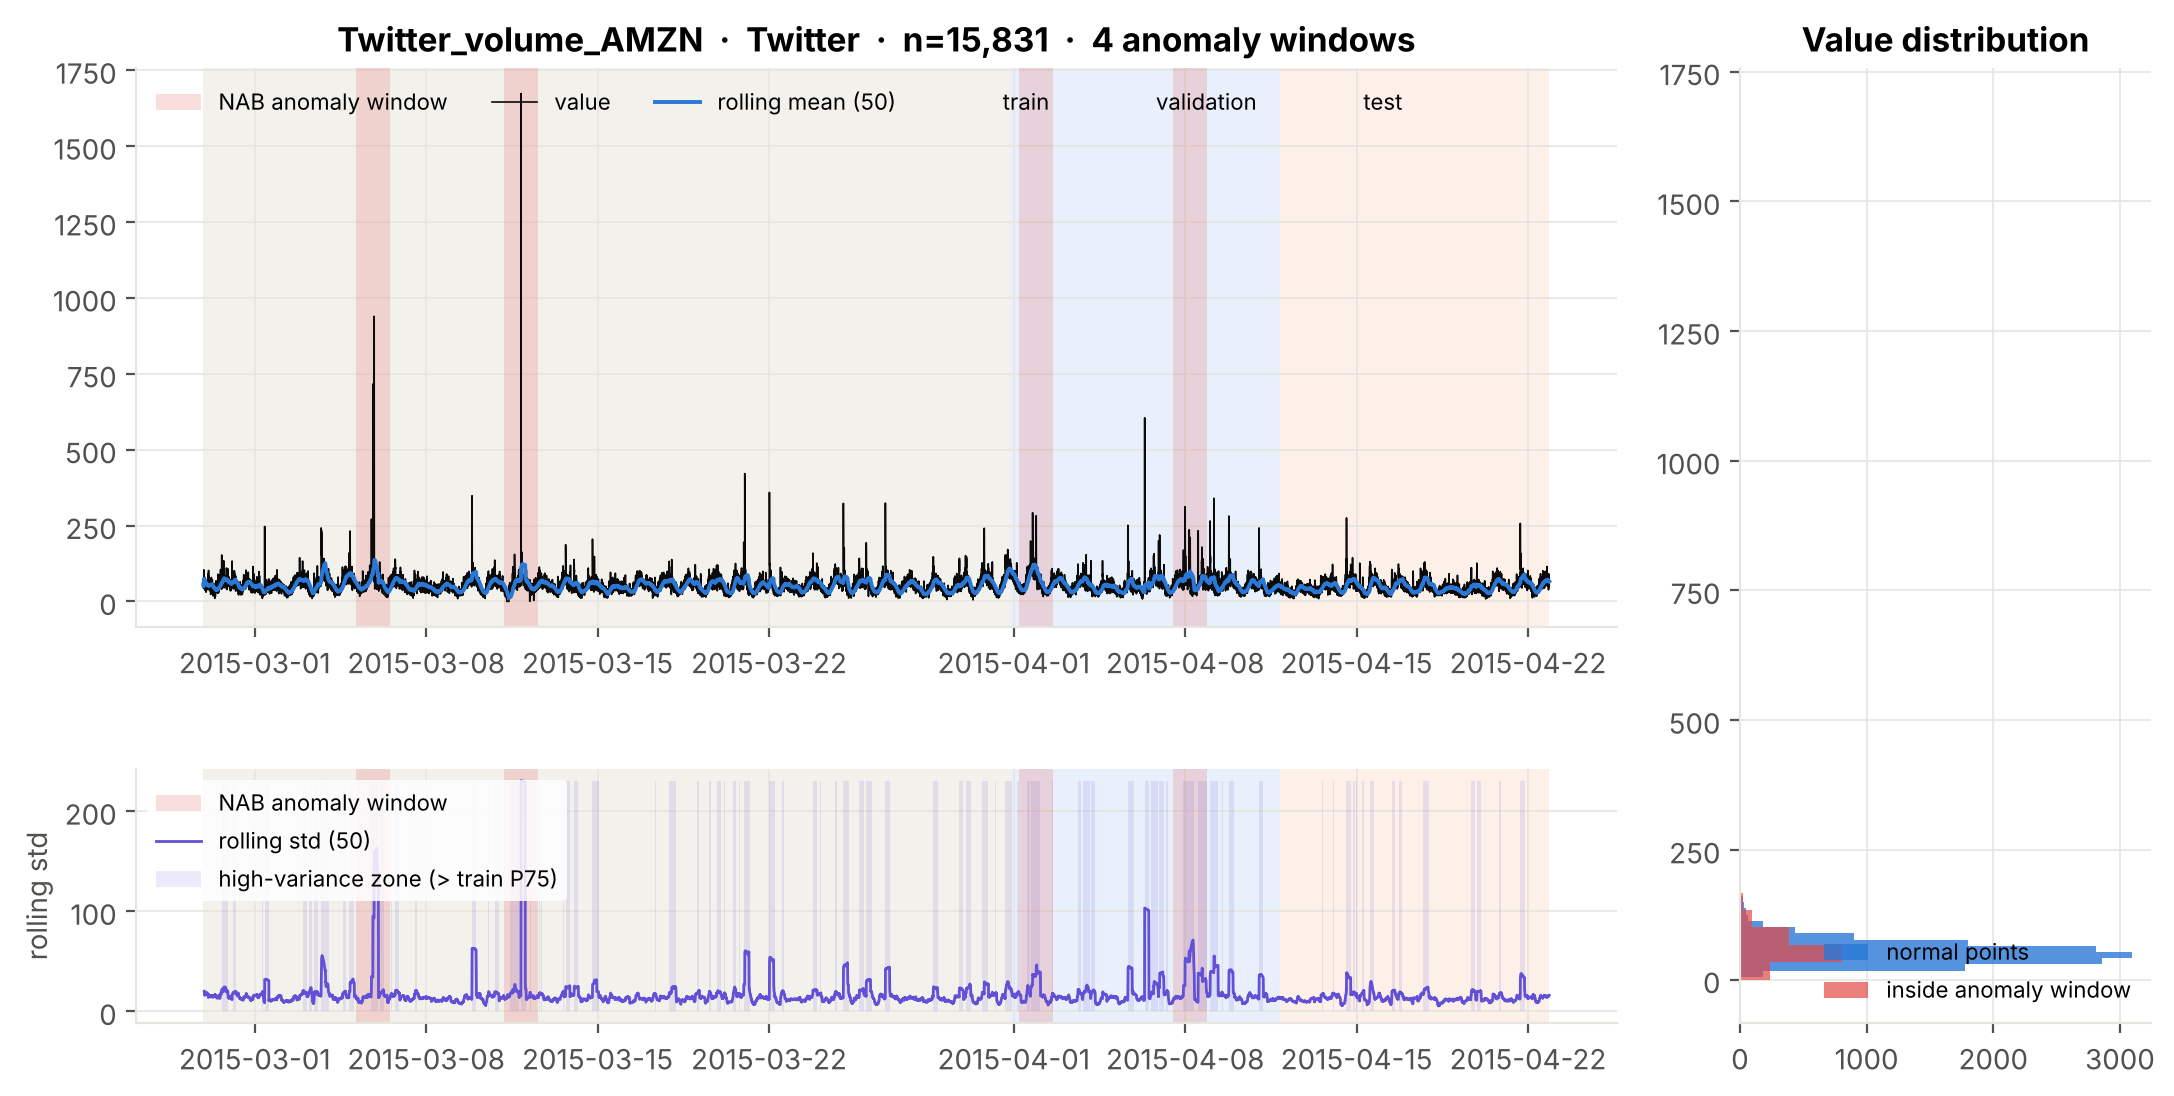 Twitter_volume_AMZN · Twitter · n=15,831 · 4 anomaly windows
1750
1500
1250
1000
750
500
250
0
NAB anomaly window
value
rolling mean (50)
train
validation
test
2015-03-01
2015-03-08
2015-03-15
2015-03-22
2015-04-01
2015-04-08
2015-04-15
2015-04-22
rolling std
200
100
0
NAB anomaly window
rolling std (50)
high-variance zone (> train P75)
2015-03-01
2015-03-08
2015-03-15
2015-03-22
2015-04-01
2015-04-08
2015-04-15
2015-04-22
Value distribution
1750
1500
1250
1000
750
500
250
0
normal points
inside anomaly window
0
1000
2000
3000